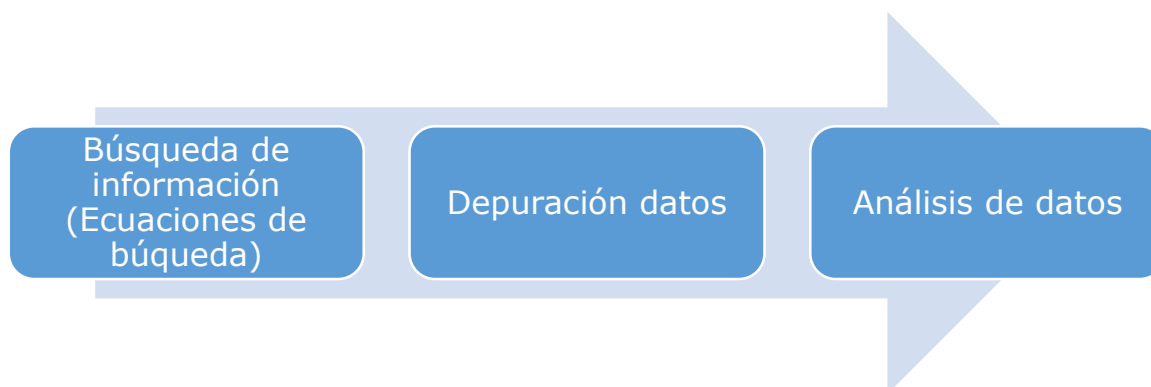 Búsqueda de
información
(Ecuaciones de
búqueda)
Depuración datos
Análisis de datos